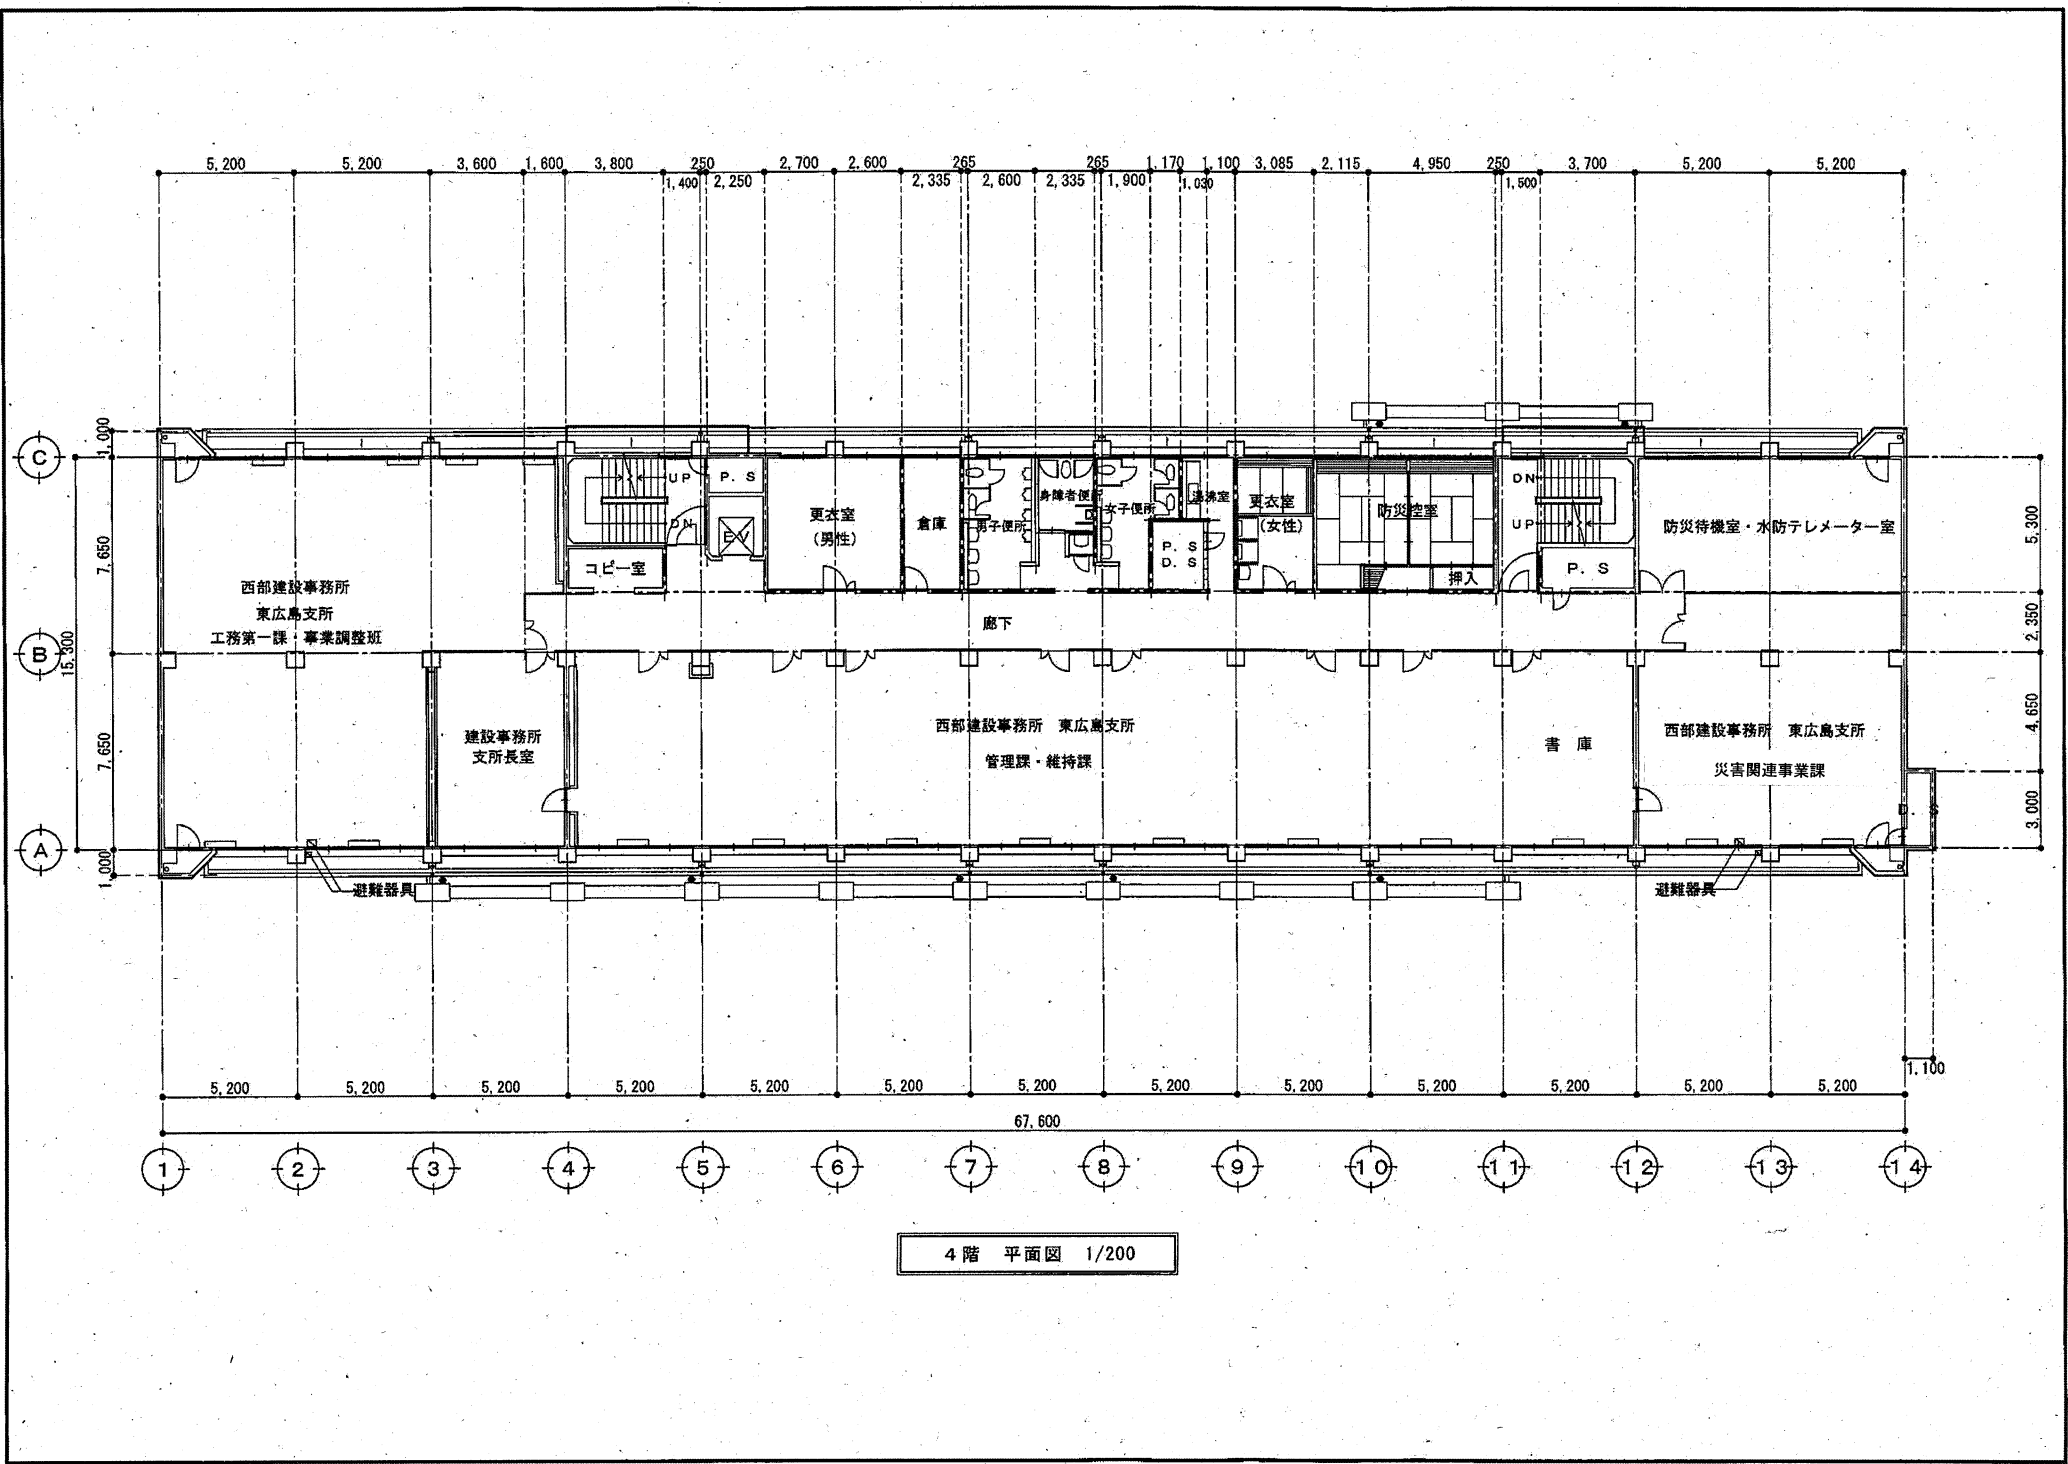 5,200 5,200 3,600 1,600 3,800 250 2,700 2,600 265 265 1,170 1,100 3,085 2,115 4,950 250 3,700 5,200 5,200
1,400 2,250 2,335 2,600 2,335 1,900 1,030 1,500
1,000
C
7,650
15,300
B
7,650
A
1,000
UP
DN
P.S
EV
コピー室
更衣室
(男性)
倉庫
男子便所
身障者便所
女子便所
湯沸室
P.S
D.S
更衣室
(女性)
防災控室
押入
DN
UP
P.S
防災待機室・水防テレメーター室
5,300
2,350
4,650
3,000
西部建設事務所
東広島支所
工務第一課・事業調整班
廊下
建設事務所
支所長室
西部建設事務所 東広島支所
管理課・維持課
書庫
西部建設事務所 東広島支所
災害関連事業課
避難器具
避難器具
1,100
5,200 5,200 5,200 5,200 5,200 5,200 5,200 5,200 5,200 5,200 5,200 5,200 5,200
67,600
1 2 3 4 5 6 7 8 9 10 11 12 13 14
4階 平面図 1/200